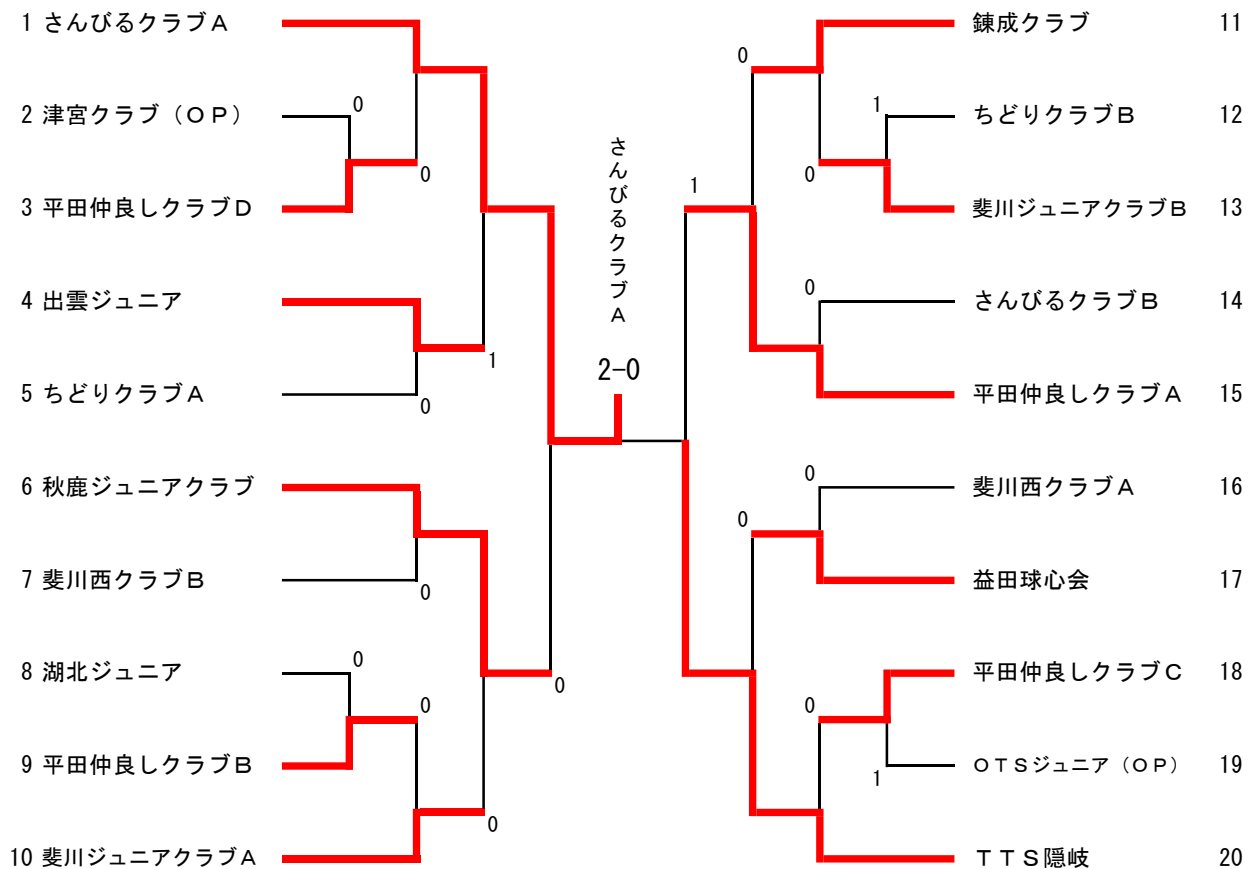 1 さんびるクラブA
2 津宮クラブ（OP）
3 平田仲良しクラブD
4 出雲ジュニア
5 ちどりクラブA
6 秋鹿ジュニアクラブ
7 斐川西クラブB
8 湖北ジュニア
9 平田仲良しクラブB
10 斐川ジュニアクラブA
0
0
1
0
0
0
0
0
0
さんびるクラブA
2-0
0
1
0
1
0
0
0
0
1
錬成クラブ 11
ちどりクラブB 12
斐川ジュニアクラブB 13
さんびるクラブB 14
平田仲良しクラブA 15
斐川西クラブA 16
益田球心会 17
平田仲良しクラブC 18
OTSジュニア（OP） 19
TTS隠岐 20